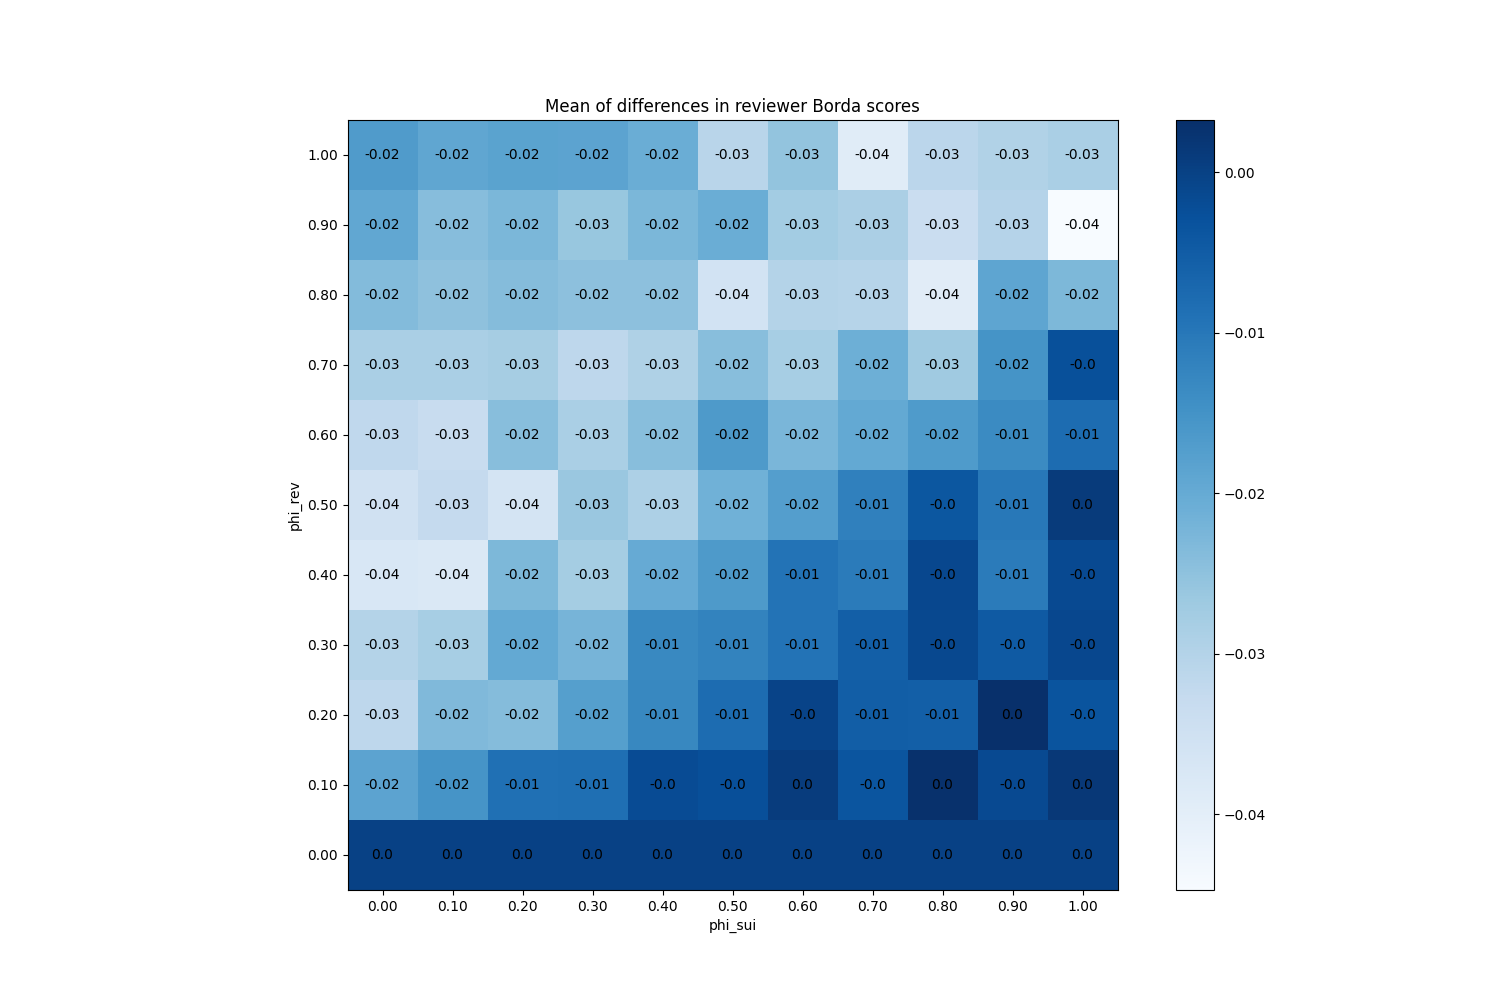 Mean of differences in reviewer Borda scores
1.00 -0.02 -0.02 -0.02 -0.02 -0.02 -0.03 -0.03 -0.04 -0.03 -0.03 -0.03
0.90 -0.02 -0.02 -0.02 -0.03 -0.02 -0.02 -0.03 -0.03 -0.03 -0.03 -0.04
0.80 -0.02 -0.02 -0.02 -0.02 -0.02 -0.04 -0.03 -0.03 -0.04 -0.02 -0.02
0.70 -0.03 -0.03 -0.03 -0.03 -0.03 -0.02 -0.03 -0.02 -0.03 -0.02 -0.0
0.60 -0.03 -0.03 -0.02 -0.03 -0.02 -0.02 -0.02 -0.02 -0.02 -0.01 -0.01
phi_rev
0.50 -0.04 -0.03 -0.04 -0.03 -0.03 -0.02 -0.02 -0.01 -0.0 -0.01 0.0
0.40 -0.04 -0.04 -0.02 -0.03 -0.02 -0.02 -0.01 -0.01 -0.0 -0.01 -0.0
0.30 -0.03 -0.03 -0.02 -0.02 -0.01 -0.01 -0.01 -0.01 -0.0 -0.0 -0.0
0.20 -0.03 -0.02 -0.02 -0.02 -0.01 -0.01 -0.0 -0.01 -0.01 0.0 -0.0
0.10 -0.02 -0.02 -0.01 -0.01 -0.0 -0.0 0.0 -0.0 0.0 -0.0 0.0
0.00 0.0 0.0 0.0 0.0 0.0 0.0 0.0 0.0 0.0 0.0 0.0
0.00 0.10 0.20 0.30 0.40 0.50 0.60 0.70 0.80 0.90 1.00
phi_sui
0.00
−0.01
−0.02
−0.03
−0.04